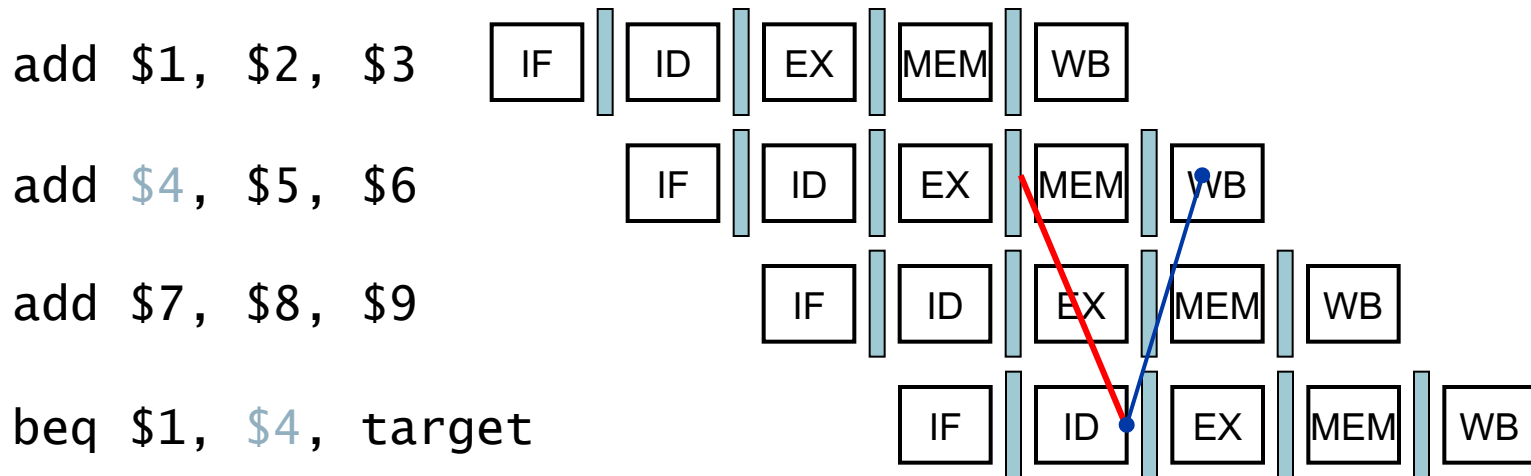 add $1, $2, $3 IF ID EX MEM WB
add $4, $5, $6 IF ID EX MEM WB
add $7, $8, $9 IF ID EX MEM WB
beq $1, $4, target IF ID EX MEM WB